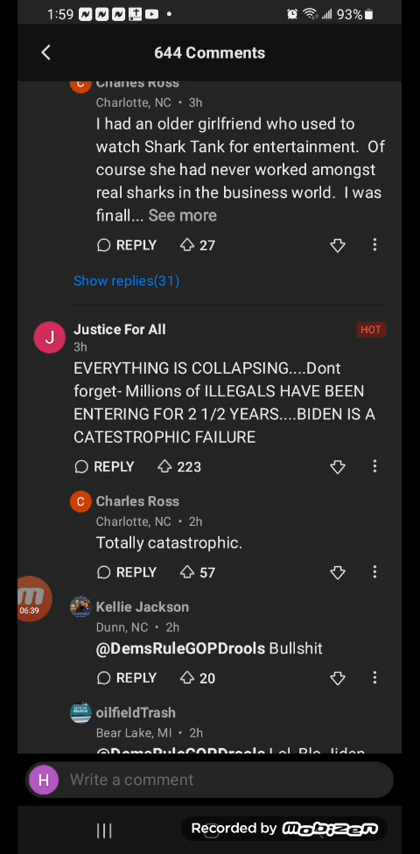 1:59
93%
644 Comments
Charles Ross
Charlotte, NC • 3h
I had an older girlfriend who used to
watch Shark Tank for entertainment. Of
course she had never worked amongst
real sharks in the business world. I was
finall... See more
REPLY 27
Show replies(31)
J
Justice For All
HOT
3h
EVERYTHING IS COLLAPSING....Dont
forget- Millions of ILLEGALS HAVE BEEN
ENTERING FOR 2 1/2 YEARS....BIDEN IS A
CATESTROPHIC FAILURE
REPLY 223
C
Charles Ross
Charlotte, NC • 2h
Totally catastrophic.
REPLY 57
06:39
Kellie Jackson
Dunn, NC • 2h
@DemsRuleGOPDrools Bullshit
REPLY 20
oilfieldTrash
Bear Lake, MI • 2h
@DemsRuleGOPDrools Lol. Blo Jiden
H
Write a comment
Recorded by mobizen